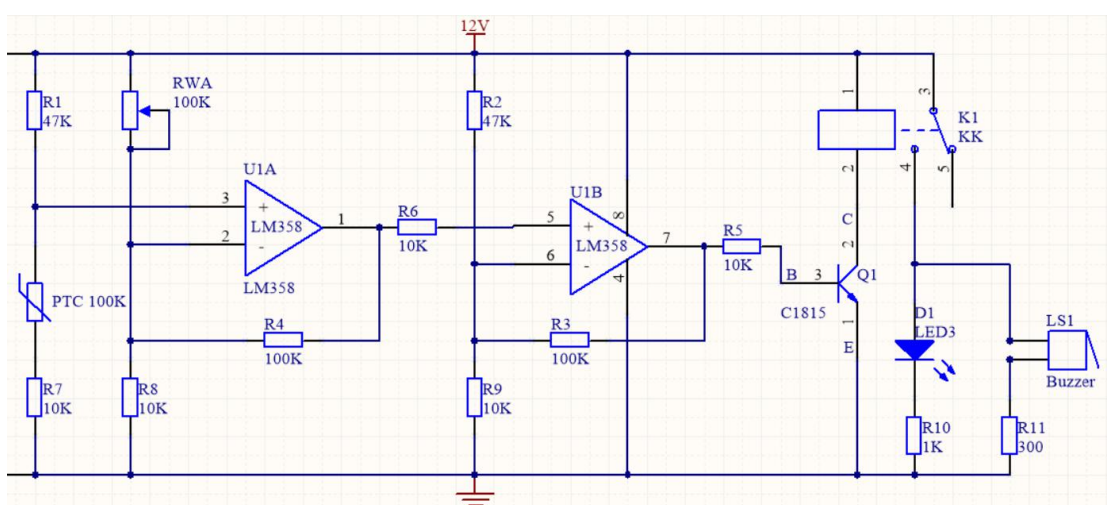 12V
R1
47K
RWA
100K
R2
47K
1
3
K1
KK
2
4
5
U1A
3
+
LM358
1
2
-
LM358
R6
10K
U1B
5
+
8
LM358
7
6
-
4
R5
10K
C
2
B
3
Q1
C1815
1
E
PTC 100K
R4
100K
R3
100K
D1
LED3
LS1
Buzzer
R7
10K
R8
10K
R9
10K
R10
1K
R11
300